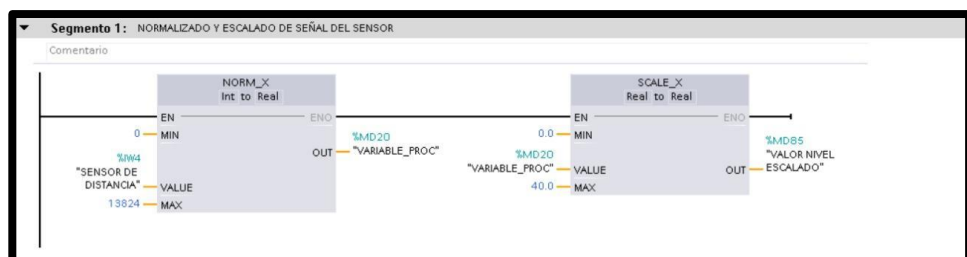 Segmento 1: NORMALIZADO Y ESCALADO DE SEÑAL DEL SENSOR
Comentario
NORM_X
Int to Real
EN
ENO
0
MIN
%IW4
"SENSOR DE
DISTANCIA"
VALUE
13824
MAX
OUT
%MD20
"VARIABLE_PROC"
SCALE_X
Real to Real
EN
ENO
0.0
MIN
%MD20
"VARIABLE_PROC"
VALUE
40.0
MAX
OUT
%MD85
"VALOR NIVEL
ESCALADO"